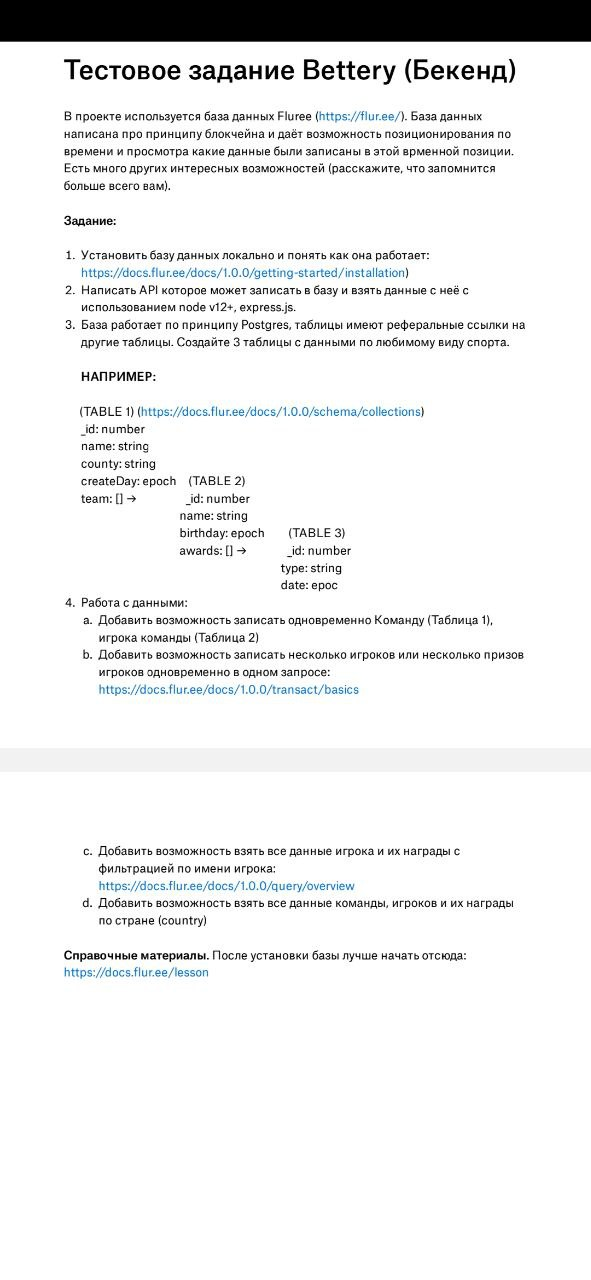 Тестовое задание Bettery (Бекенд)
В проекте используется база данных Fluree (https://flur.ee/). База данных
написана про принципу блокчейна и даёт возможность позиционирования по
времени и просмотра какие данные были записаны в этой врменной позиции.
Есть много других интересных возможностей (расскажите, что запомнится
больше всего вам).
Задание:
1. Установить базу данных локально и понять как она работает:
https://docs.flur.ee/docs/1.0.0/getting-started/installation)
2. Написать API которое может записать в базу и взять данные с неё с
использованием node v12+, express.js.
3. База работает по принципу Postgres, таблицы имеют реферальные ссылки на
другие таблицы. Создайте 3 таблицы с данными по любимому виду спорта.
НАПРИМЕР:
(TABLE 1) (https://docs.flur.ee/docs/1.0.0/schema/collections)
_id: number
name: string
county: string
createDay: epoch (TABLE 2)
team: [] → _id: number
name: string
birthday: epoch (TABLE 3)
awards: [] → _id: number
type: string
date: epoc
4. Работа с данными:
a. Добавить возможность записать одновременно Команду (Таблица 1),
игрока команды (Таблица 2)
b. Добавить возможность записать несколько игроков или несколько призов
игроков одновременно в одном запросе:
https://docs.flur.ee/docs/1.0.0/transact/basics
c. Добавить возможность взять все данные игрока и их награды с
фильтрацией по имени игрока:
https://docs.flur.ee/docs/1.0.0/query/overview
d. Добавить возможность взять все данные команды, игроков и их награды
по стране (country)
Справочные материалы. После установки базы лучше начать отсюда:
https://docs.flur.ee/lesson